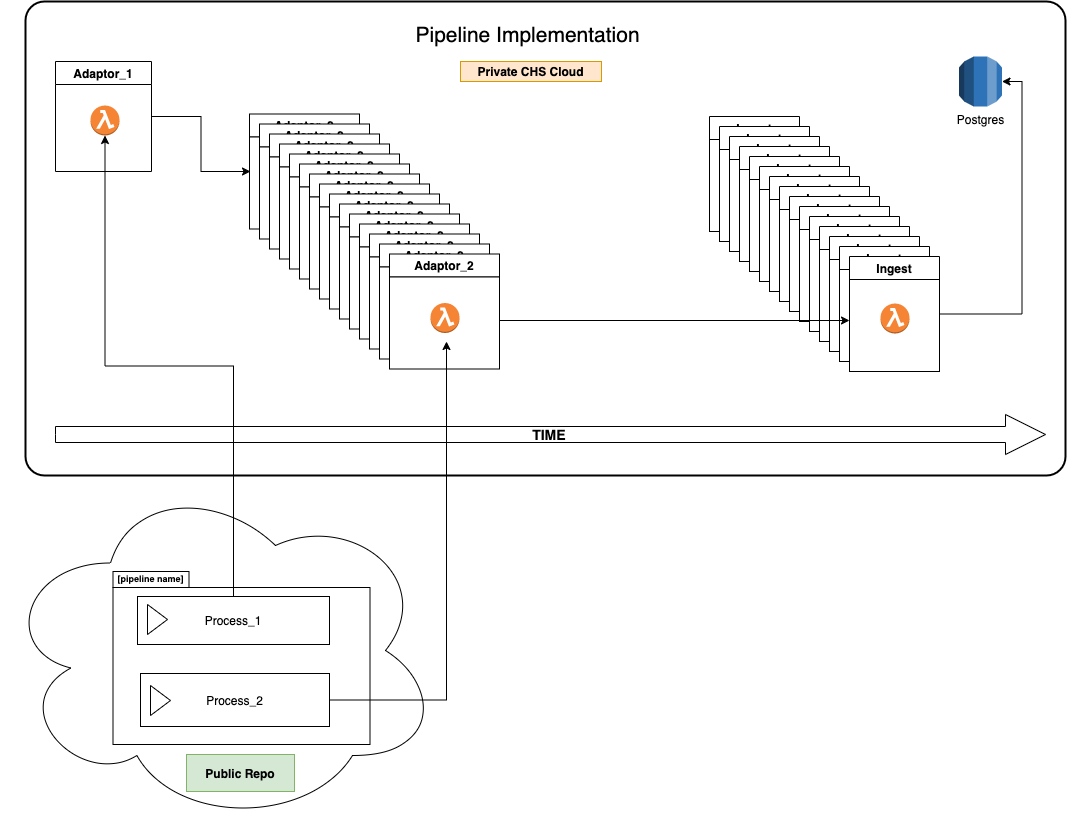 Pipeline Implementation
Private CHS Cloud
Adaptor_1
λ
Postgres
Adaptor_2
λ
Ingest
λ
TIME
[pipeline name]
Process_1
Process_2
Public Repo